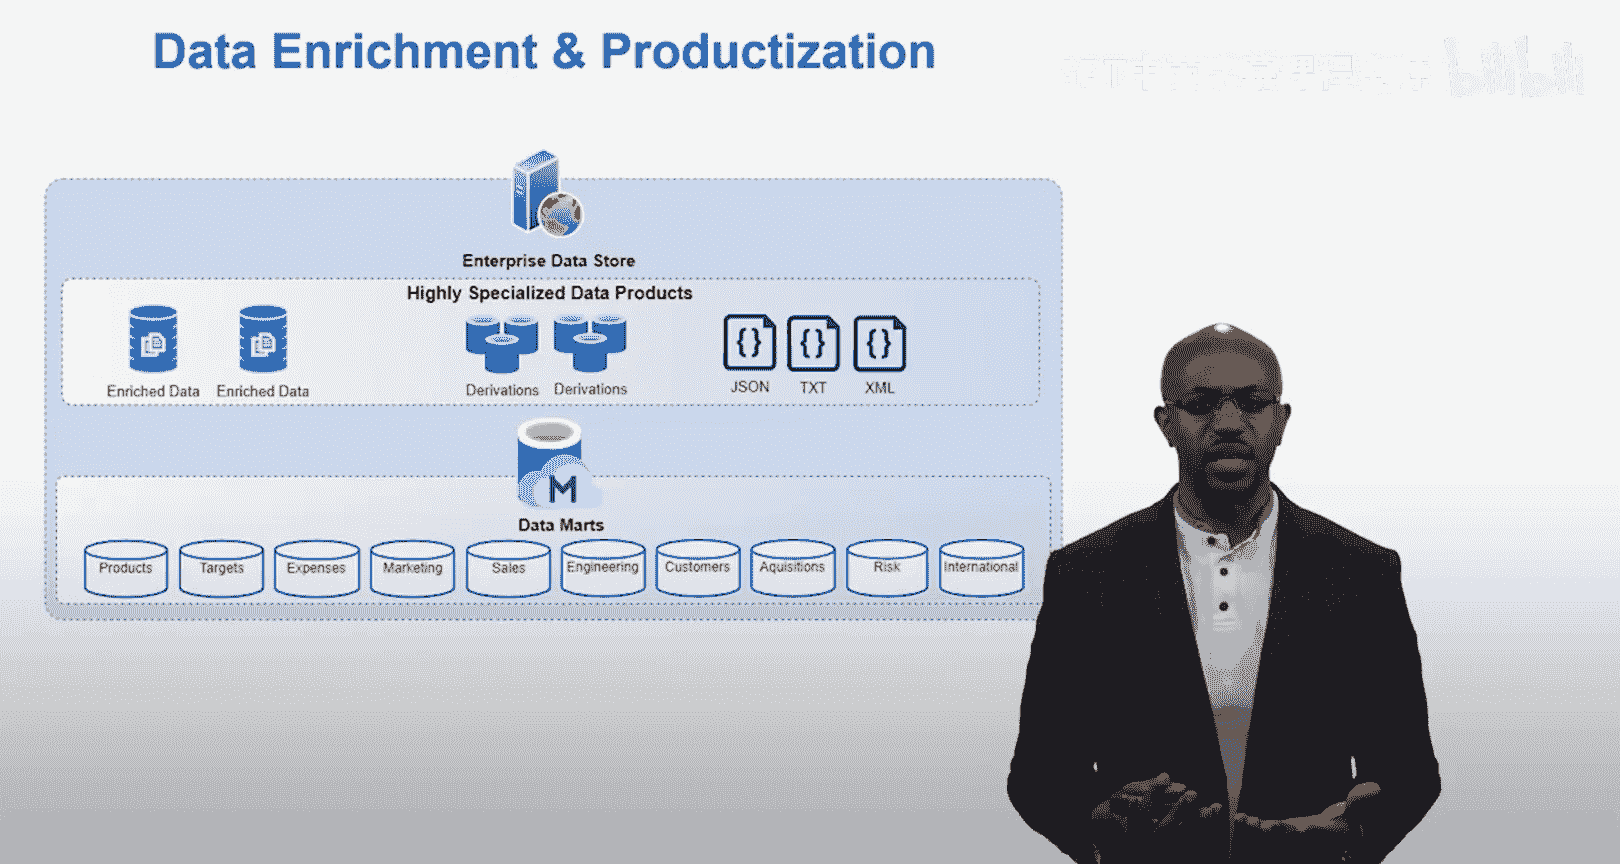 Data Enrichment & Productization
bilibili
Enterprise Data Store
Highly Specialized Data Products
Enriched Data
Enriched Data
Derivations
Derivations
JSON
TXT
XML
M
Data Marts
Products
Targets
Expenses
Marketing
Sales
Engineering
Customers
Aquisitions
Risk
International